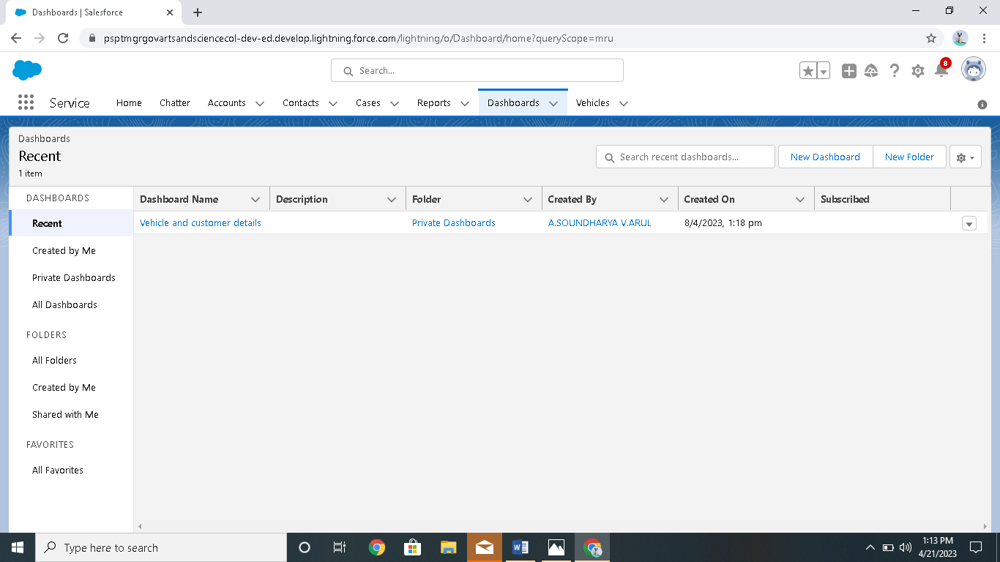 Dashboards | Salesforce
psptmgrgovartsandsciencecol-dev-ed.develop.lightning.force.com/lightning/o/Dashboard/home?queryScope=mru
Search...
8
Service Home Chatter Accounts Contacts Cases Reports Dashboards Vehicles
Dashboards
Recent
1 item
Search recent dashboards...
New Dashboard
New Folder
DASHBOARDS
Recent
Created by Me
Private Dashboards
All Dashboards
FOLDERS
All Folders
Created by Me
Shared with Me
FAVORITES
All Favorites
Dashboard Name Description Folder Created By Created On Subscribed
Vehicle and customer details Private Dashboards A.SOUNDHARYA V.ARUL 8/4/2023, 1:18 pm
Type here to search
1:13 PM
4/21/2023